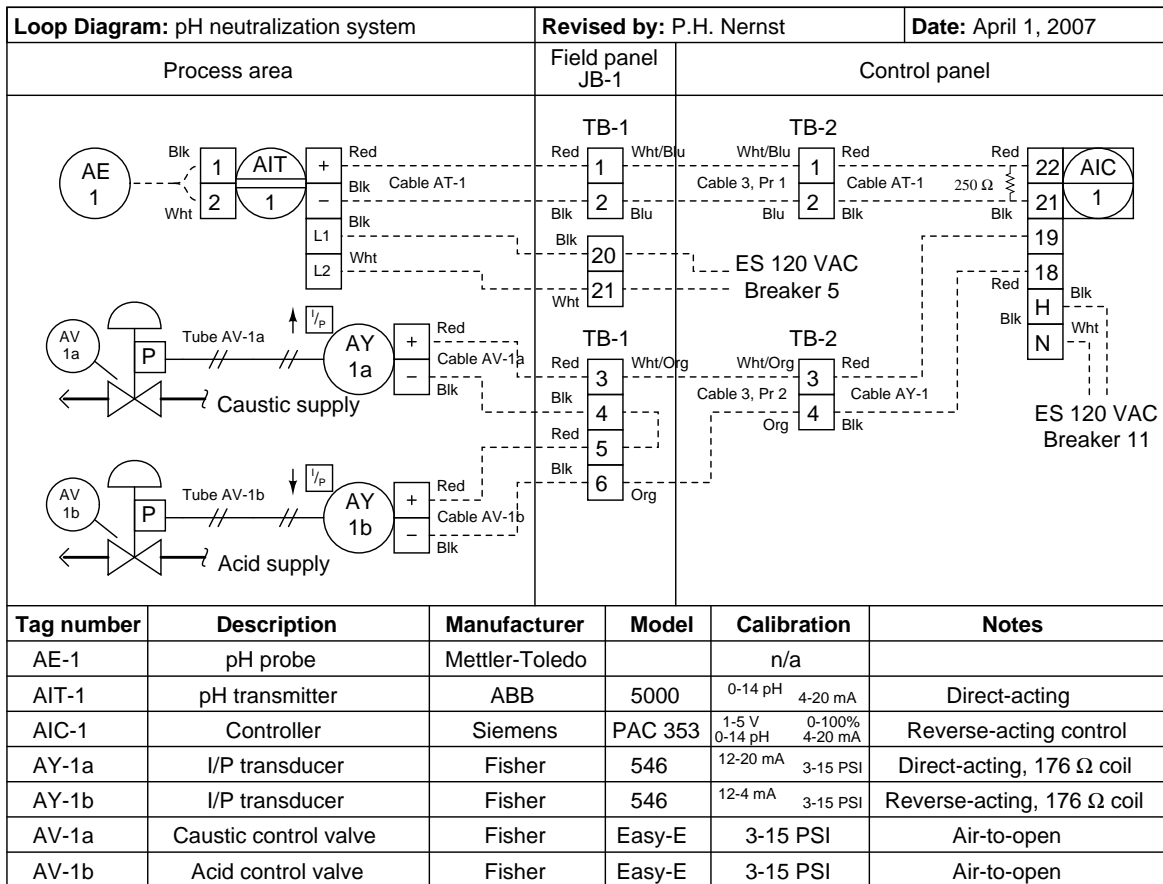 Loop Diagram: pH neutralization system
Revised by: P.H. Nernst
Date: April 1, 2007
Process area
Field panel
JB-1
Control panel
TB-1
TB-2
AE
1
Blk
Wht
1
2
AIT
1
+
−
L1
L2
Red
Blk
Cable AT-1
Blk
Wht
Red
1
Wht/Blu
Blk
2
Blu
Cable 3, Pr 1
Wht/Blu
1
Red
Blu
2
Blk
Cable AT-1
250 Ω
Red
Blk
22
21
19
18
H
N
AIC
1
Red
Blk
Blk
Wht
Blk
20
21
Wht
ES 120 VAC
Breaker 5
ES 120 VAC
Breaker 11
AV
1a
P
Tube AV-1a
I/P
AY
1a
+
−
Red
Cable AV-1a
Blk
Caustic supply
TB-1
Red
3
Wht/Org
Blk
4
Red
5
Blk
6
Org
Cable 3, Pr 2
TB-2
Wht/Org
3
Red
Org
4
Blk
Cable AY-1
AV
1b
P
Tube AV-1b
I/P
AY
1b
+
−
Red
Cable AV-1b
Blk
Acid supply
Tag number Description Manufacturer Model Calibration Notes
AE-1 pH probe Mettler-Toledo n/a
AIT-1 pH transmitter ABB 5000 0-14 pH 4-20 mA Direct-acting
AIC-1 Controller Siemens PAC 353 1-5 V 0-14 pH 0-100% 4-20 mA Reverse-acting control
AY-1a I/P transducer Fisher 546 12-20 mA 3-15 PSI Direct-acting, 176 Ω coil
AY-1b I/P transducer Fisher 546 12-4 mA 3-15 PSI Reverse-acting, 176 Ω coil
AV-1a Caustic control valve Fisher Easy-E 3-15 PSI Air-to-open
AV-1b Acid control valve Fisher Easy-E 3-15 PSI Air-to-open